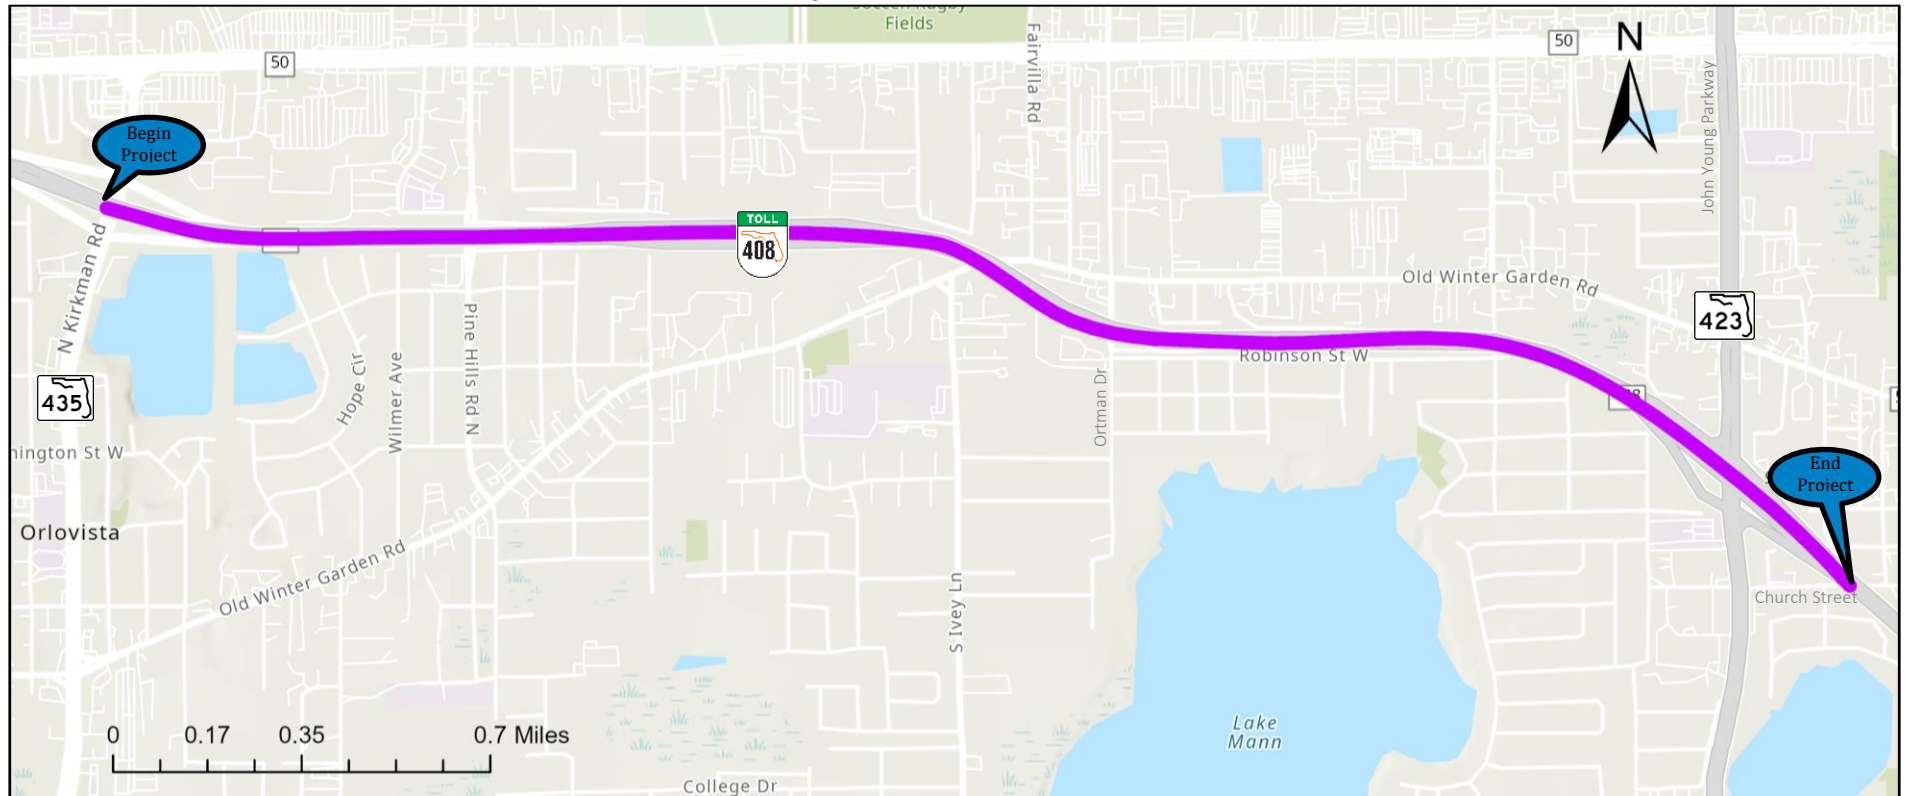 Fields
50
50
N
Fairvilla Rd
John Young Parkway
Begin
Project
N Kirkman Rd
TOLL
408
Old Winter Garden Rd
423
Pine Hills Rd N
Hope Cir
Wilmer Ave
Robinson St W
Ortman Dr
435
St W
End
Project
Orlovista
Old Winter Garden Rd
S Ivey Ln
Church Street
Lake
Mann
0 0.17 0.35 0.7 Miles
College Dr